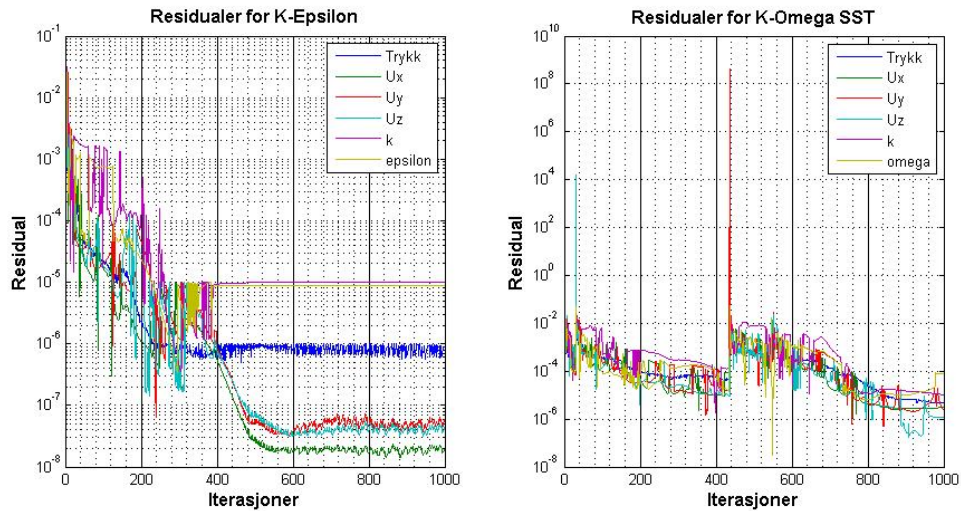 Residualer for K-Epsilon
10^-1
10^-2
10^-3
10^-4
10^-5
10^-6
10^-7
10^-8
Residual
0 200 400 600 800 1000
Iterasjoner
Trykk
Ux
Uy
Uz
k
epsilon
Residualer for K-Omega SST
10^10
10^8
10^6
10^4
10^2
10^0
10^-2
10^-4
10^-6
10^-8
Residual
0 200 400 600 800 1000
Iterasjoner
Trykk
Ux
Uy
Uz
k
omega